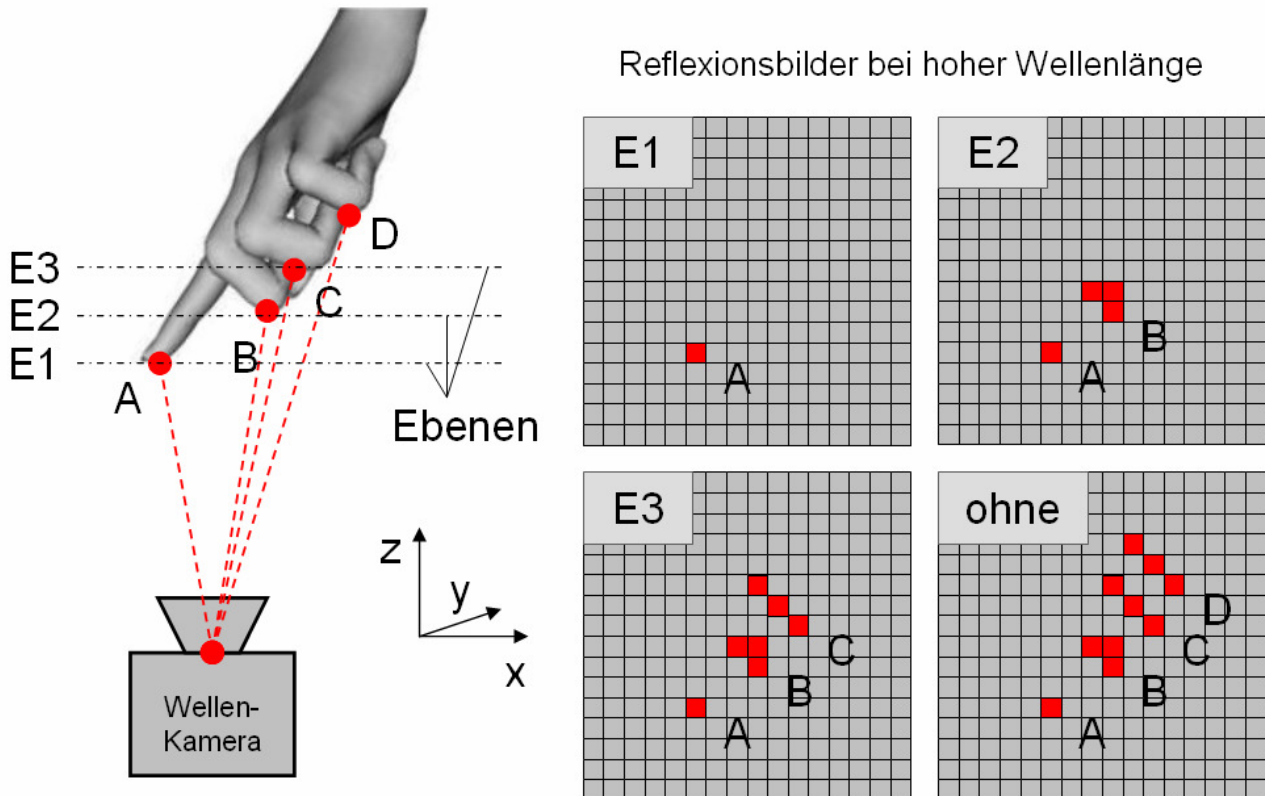 Reflexionsbilder bei hoher Wellenlänge
E3
E2
E1
A
B
C
D
Ebenen
z
y
x
Wellen-
Kamera
E1
A
E2
B
A
E3
C
B
A
ohne
D
C
B
A